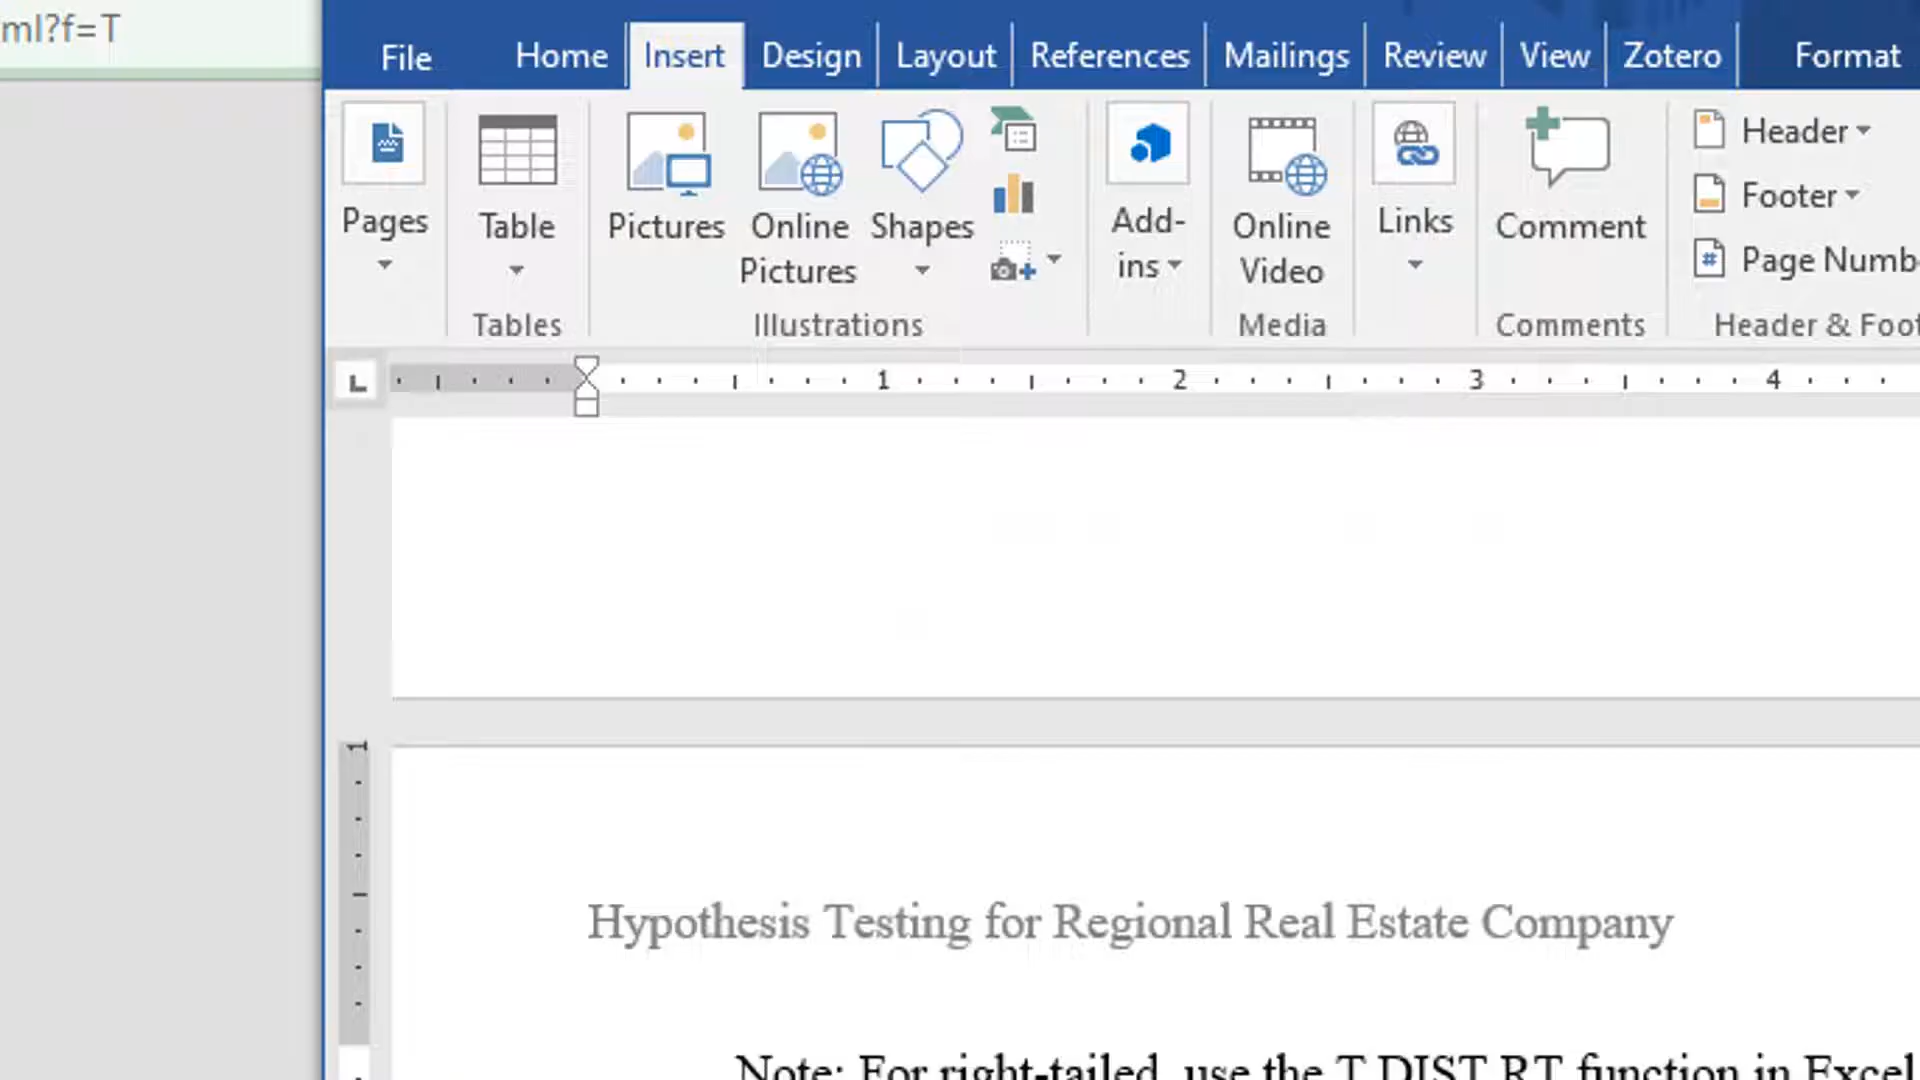 ml?f=T
File Home Insert Design Layout References Mailings Review View Zotero Format
Pages Table Pictures Online Pictures Shapes Add-ins Online Video Links Comment Header
Footer
Page Numb
Tables Illustrations Media Comments Header & Foot
1 2 3 4
1
Hypothesis Testing for Regional Real Estate Company
Note: For right-tailed, use the T.DIST.RT function in Excel